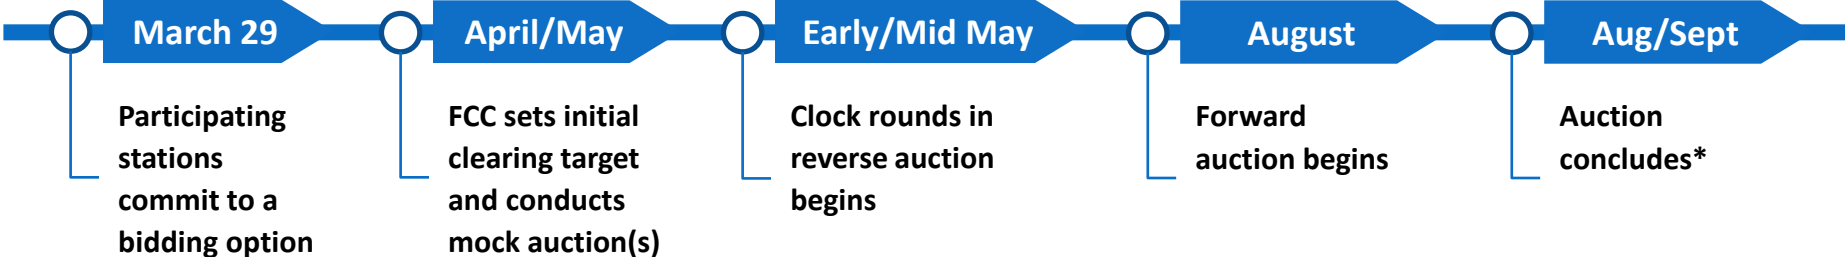 March 29
April/May
Early/Mid May
August
Aug/Sept
Participating
stations
commit to a
bidding option
FCC sets initial
clearing target
and conducts
mock auction(s)
Clock rounds in
reverse auction
begins
Forward
auction begins
Auction
concludes*